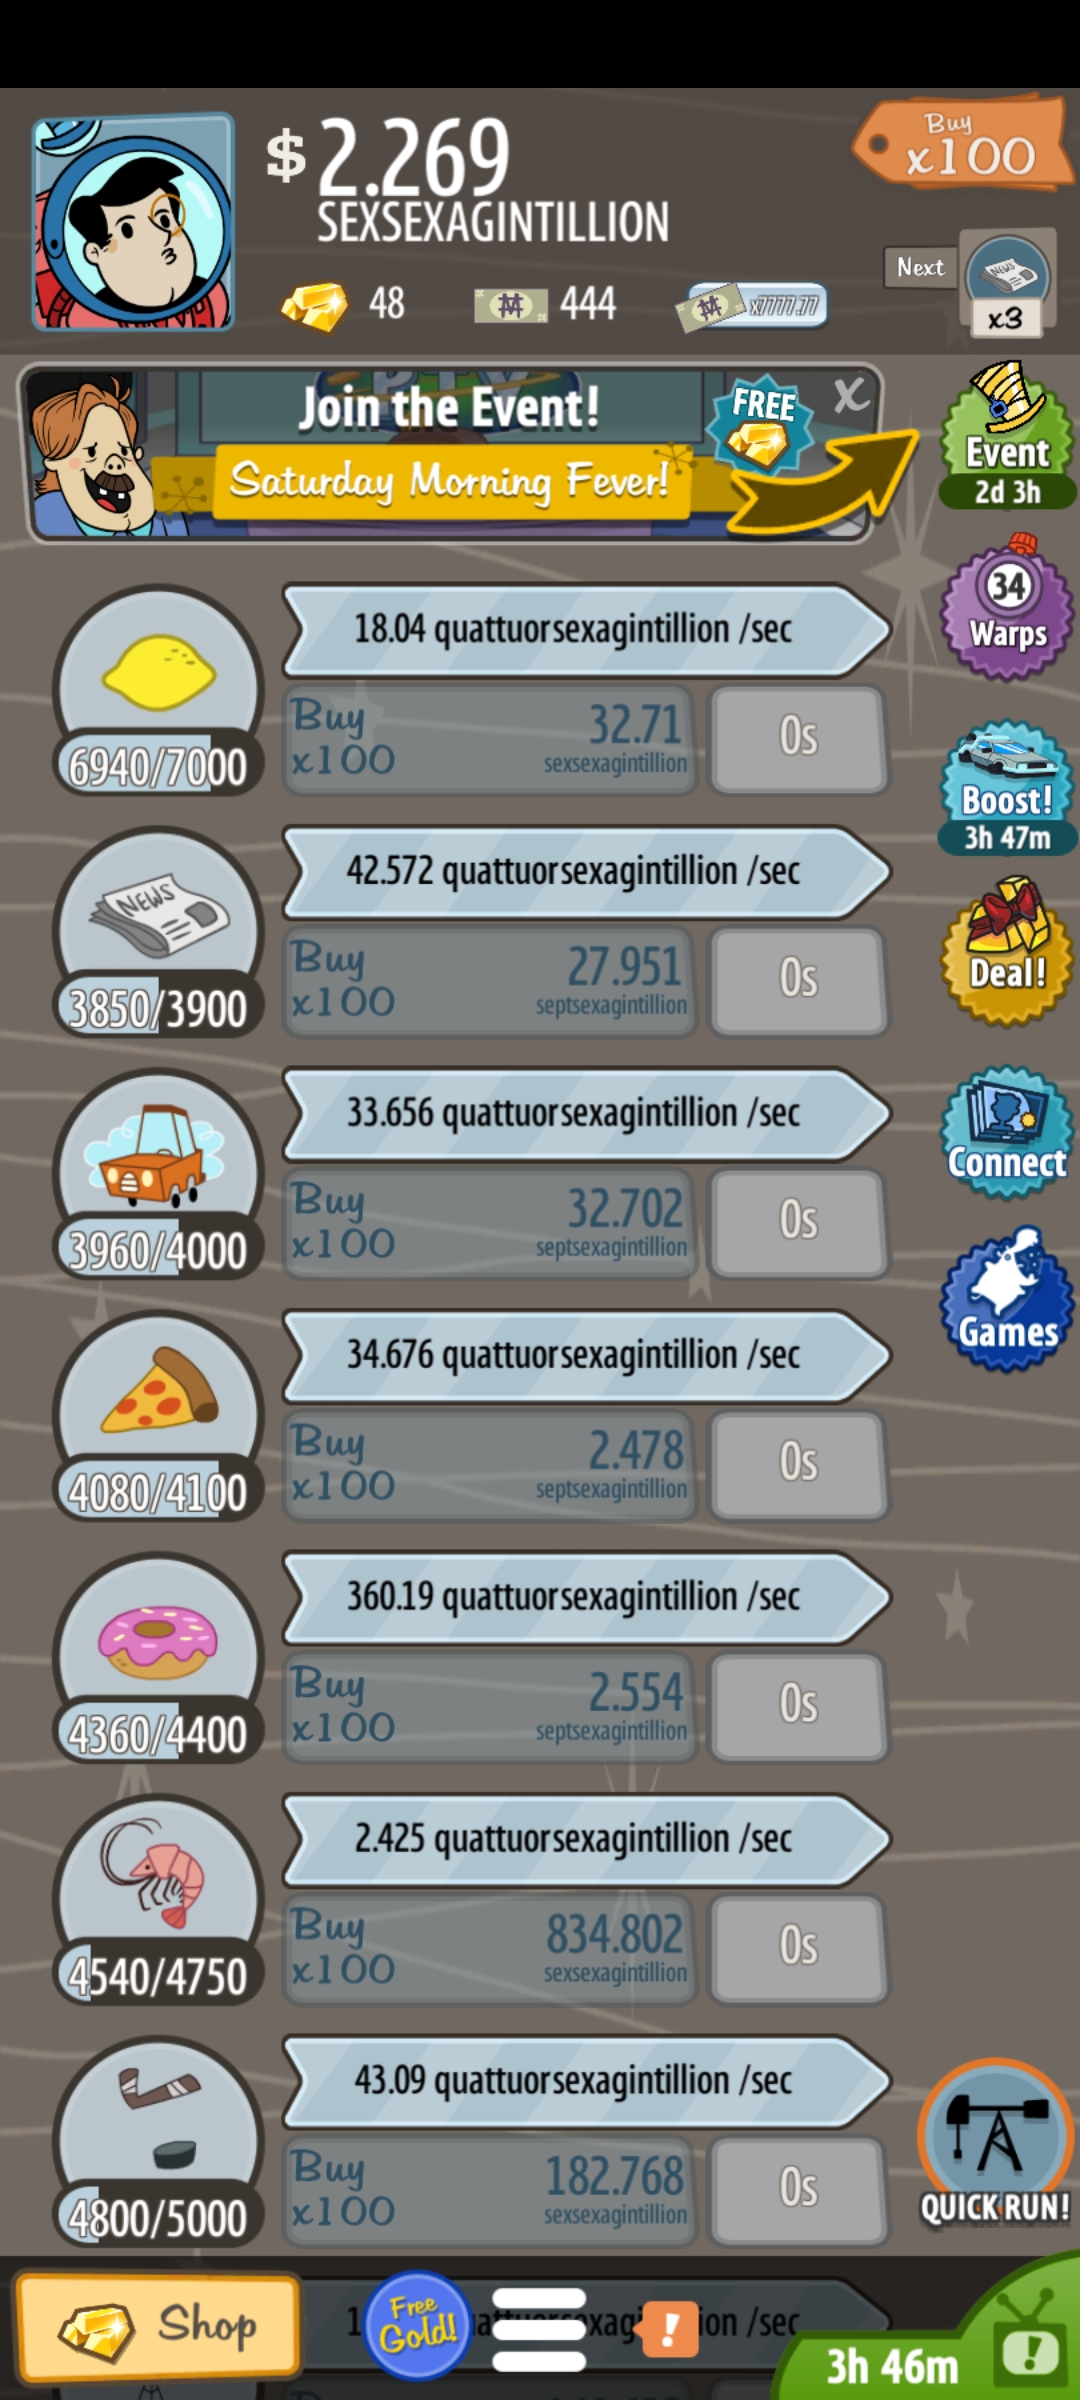 $ 2.269
SEXSEXAGINTILLION
48
444
x7777.77
Buy
x100
Next
x3
Join the Event!
Saturday Morning Fever!
FREE
X
Event
2d 3h
34
Warps
Boost!
3h 47m
Deal!
Connect
Games
18.04 quattuorsexagintillion /sec
6940/7000
Buy
x100
32.71
sexsexagintillion
0s
42.572 quattuorsexagintillion /sec
NEWS
3850/3900
Buy
x100
27.951
septsexagintillion
0s
33.656 quattuorsexagintillion /sec
3960/4000
Buy
x100
32.702
septsexagintillion
0s
34.676 quattuorsexagintillion /sec
4080/4100
Buy
x100
2.478
septsexagintillion
0s
360.19 quattuorsexagintillion /sec
4360/4400
Buy
x100
2.554
septsexagintillion
0s
2.425 quattuorsexagintillion /sec
4540/4750
Buy
x100
834.802
sexsexagintillion
0s
43.09 quattuorsexagintillion /sec
4800/5000
Buy
x100
182.768
sexsexagintillion
0s
QUICK RUN!
Shop
Free
Gold!
!
3h 46m
!